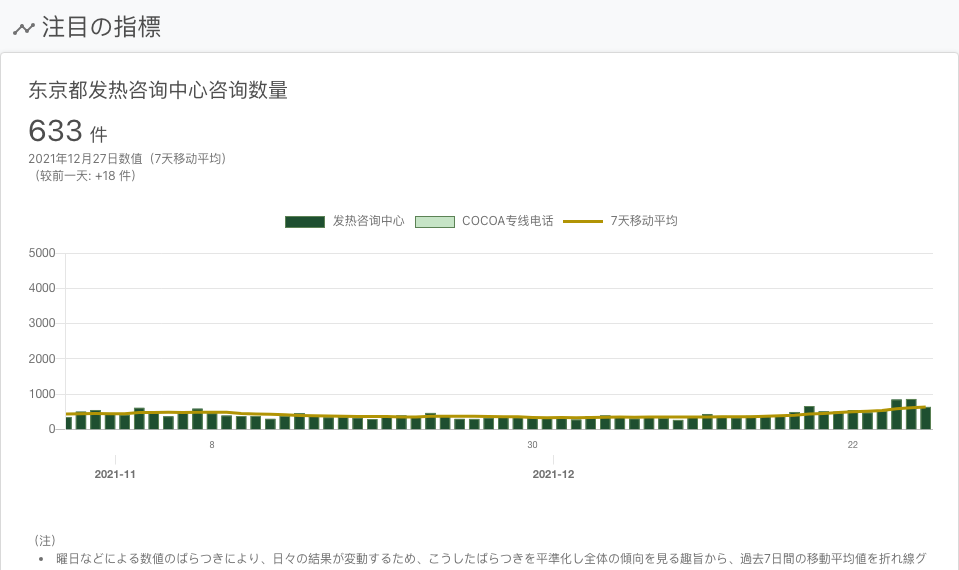 注目の指標
东京都发热咨询中心咨询数量
633 件
2021年12月27日数值（7天移动平均）
（较前一天: +18 件）
发热咨询中心 COCOA专线电话 7天移动平均
5000
4000
3000
2000
1000
0
8 30 22
2021-11 2021-12
（注）
• 曜日などによる数値のばらつきにより、日々の結果が変動するため、こうしたばらつきを平準化し全体の傾向を見る趣旨から、過去7日間の移動平均値を折れ線グ